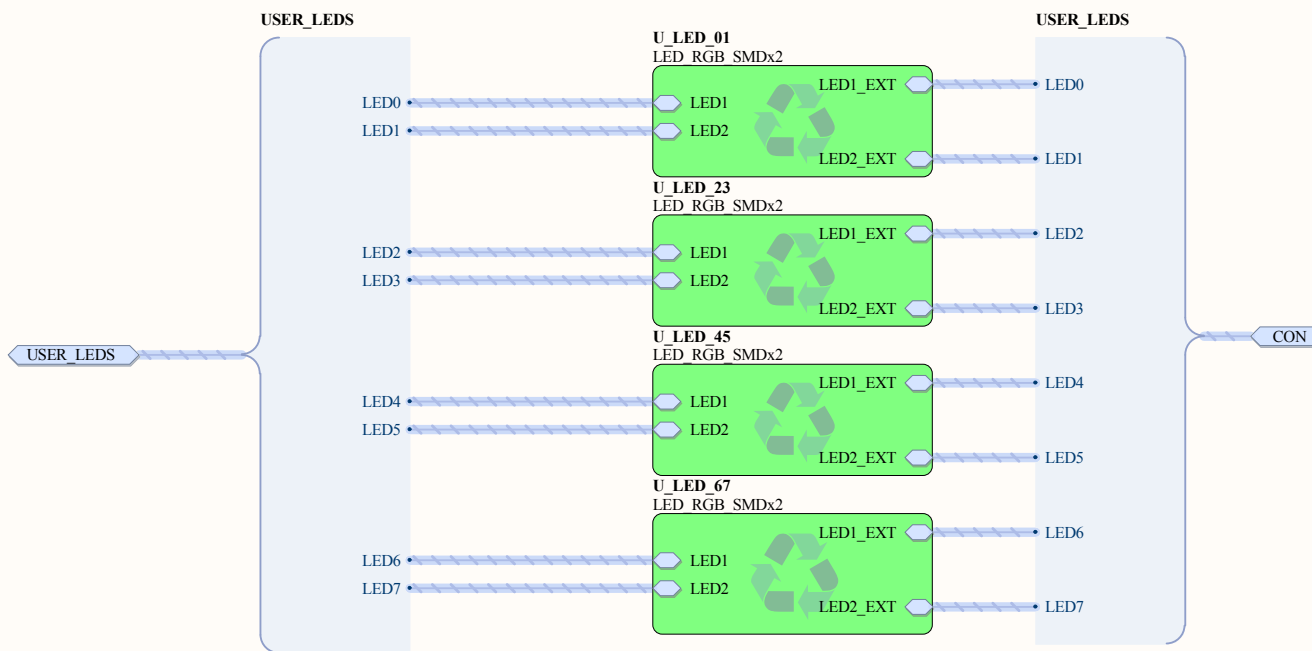 USER_LEDS
USER_LEDS
U_LED_01
LED_RGB_SMDx2
LED1_EXT
LED0
LED0
LED1
LED1
LED2
LED2_EXT
LED1
U_LED_23
LED_RGB_SMDx2
LED1_EXT
LED2
LED2
LED1
LED3
LED2
LED2_EXT
LED3
U_LED_45
LED_RGB_SMDx2
USER_LEDS
CON
LED1_EXT
LED4
LED4
LED1
LED5
LED2
LED2_EXT
LED5
U_LED_67
LED_RGB_SMDx2
LED1_EXT
LED6
LED6
LED1
LED7
LED2
LED2_EXT
LED7